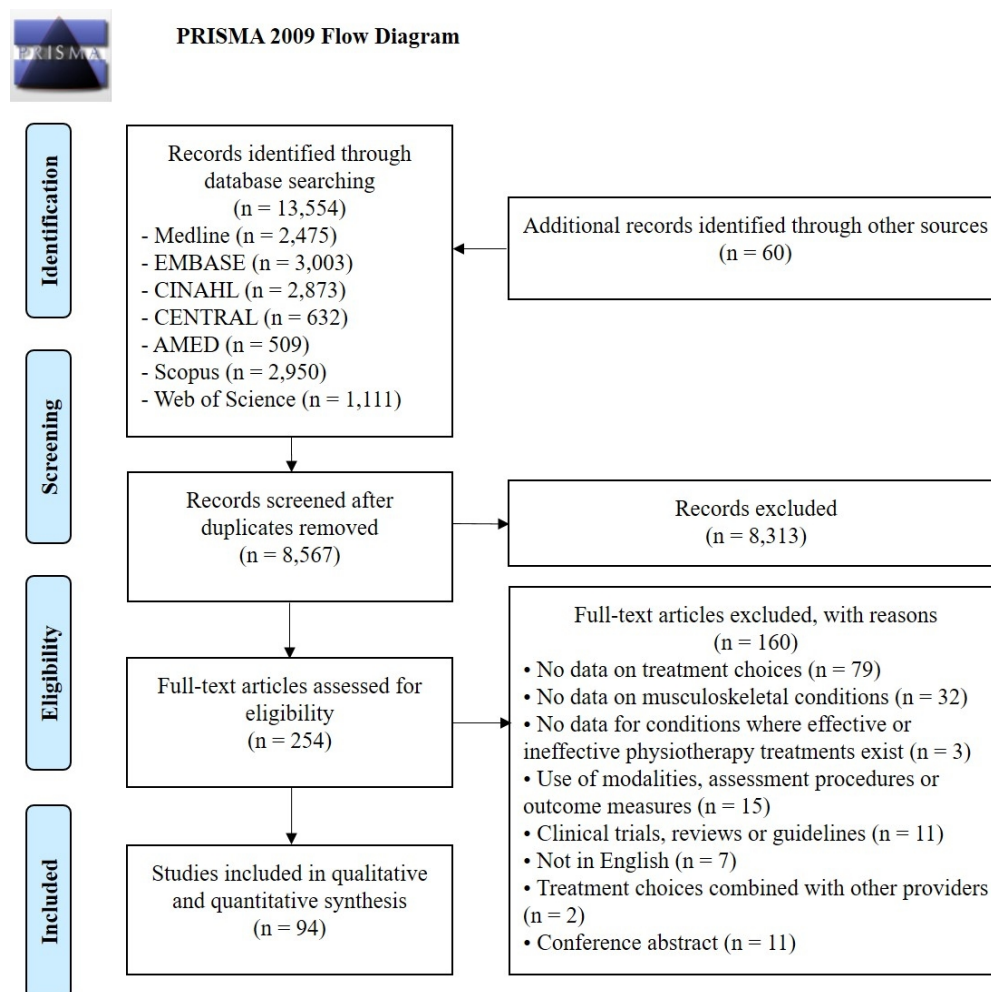 PRISMA
PRISMA 2009 Flow Diagram
Identification
Records identified through
database searching
(n = 13,554)
- Medline (n = 2,475)
- EMBASE (n = 3,003)
- CINAHL (n = 2,873)
- CENTRAL (n = 632)
- AMED (n = 509)
- Scopus (n = 2,950)
- Web of Science (n = 1,111)
Additional records identified through other sources
(n = 60)
Screening
Records screened after
duplicates removed
(n = 8,567)
Records excluded
(n = 8,313)
Eligibility
Full-text articles assessed for
eligibility
(n = 254)
Full-text articles excluded, with reasons
(n = 160)
• No data on treatment choices (n = 79)
• No data on musculoskeletal conditions (n = 32)
• No data for conditions where effective or
ineffective physiotherapy treatments exist (n = 3)
• Use of modalities, assessment procedures or
outcome measures (n = 15)
• Clinical trials, reviews or guidelines (n = 11)
• Not in English (n = 7)
• Treatment choices combined with other providers
(n = 2)
• Conference abstract (n = 11)
Included
Studies included in qualitative
and quantitative synthesis
(n = 94)